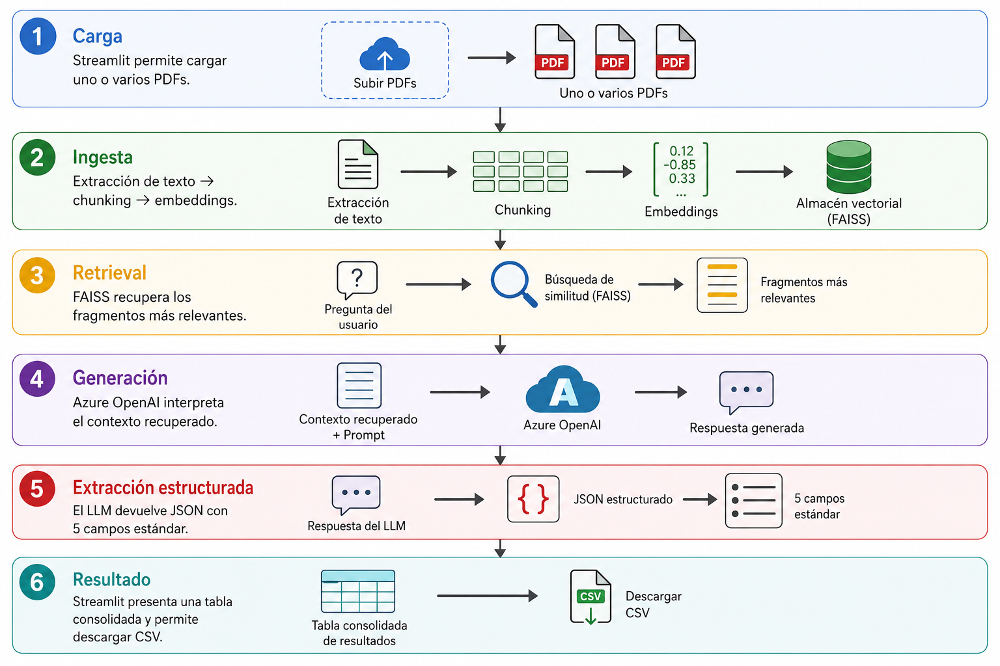 1
Carga
Streamlit permite cargar
uno o varios PDFs.
Subir PDFs
PDF
PDF
PDF
Uno o varios PDFs
2
Ingesta
Extracción de texto →
chunking → embeddings.
Extracción
de texto
Chunking
0.12
-0.85
0.33
...
Embeddings
Almacén vectorial
(FAISS)
3
Retrieval
FAISS recupera los
fragmentos más relevantes.
?
Pregunta del
usuario
Búsqueda de
similitud (FAISS)
Fragmentos más
relevantes
4
Generación
Azure OpenAI interpreta
el contexto recuperado.
Contexto recuperado
+ Prompt
A
Azure OpenAI
Respuesta generada
5
Extracción estructurada
El LLM devuelve JSON con
5 campos estándar.
Respuesta del LLM
{}
JSON estructurado
5 campos
estándar
6
Resultado
Streamlit presenta una tabla
consolidada y permite
descargar CSV.
Tabla consolidada
de resultados
CSV
Descargar
CSV